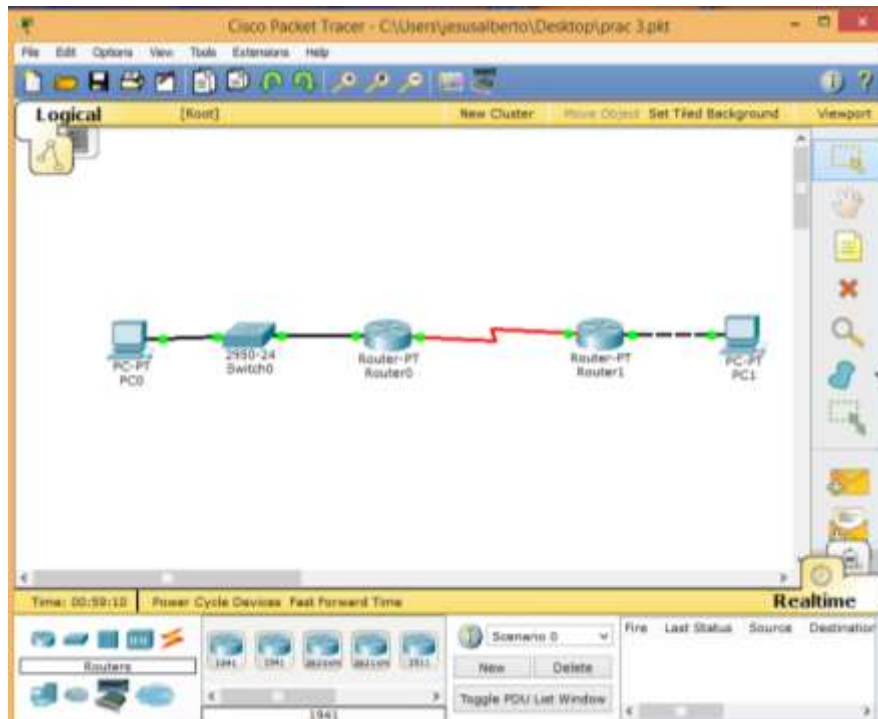 Cisco Packet Tracer - C:\Users\jesusalberto\Desktop\prac 3.pkt
File Edit Options View Tools Extensions Help
Logical [Root] New Cluster Move Object Set Tiled Background Viewport
PC-PT
PC0
2950-24
Switch0
Router-PT
Router0
Router-PT
Router1
PC-PT
PC1
Time: 00:59:10 Power Cycle Devices Fast Forward Time Realtime
Routers
1841 1941 2811
1941
Scenario 0
New Delete
Toggle PDU List Window
Fire Last Status Source Destination